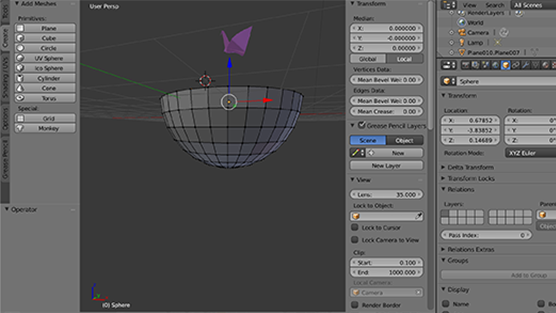 Tools
Create
Shading / UVs
Options
Grease Pencil
Add Meshes
Primitives:
Plane
Cube
Circle
UV Sphere
Ico Sphere
Cylinder
Cone
Torus
Special:
Grid
Monkey
Operator
User Persp
(0) Sphere
Transform
Median:
X: 0.000000
Y: -0.000000
Z: 0.000000
Global Local
Vertices Data:
Mean Bevel Wei: 0.00
Edges Data:
Mean Bevel Wei: 0.00
Mean Crease: 0.00
Grease Pencil Layers
Scene Object
New
New Layer
View
Lens: 35.000
Lock to Object:
Lock to Cursor
Lock Camera to View
Clip:
Start: 0.100
End: 1000.000
Local Camera:
Camera
Render Border
View Search All Scenes
RenderLayers
World
Camera
Lamp
Plane010.Plane007
Sphere
Transform
Location: Rotation:
X: 0.67852 X: 0°
Y: -3.83852 Y: 0°
Z: 0.14689 Z: 0°
Rotation Mode: XYZ Euler
Delta Transform
Transform Locks
Relations
Layers: Paren
Object
Pass Index: 0
Relations Extras
Groups
Add to Group
Display
Name